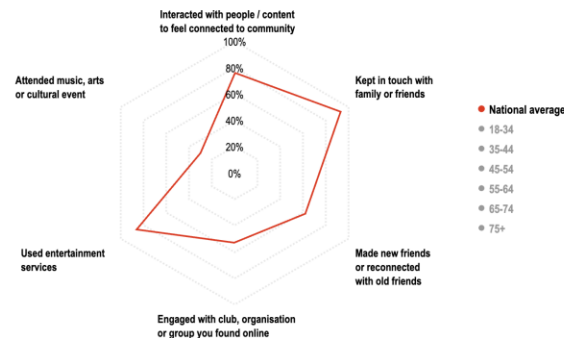 Interacted with people / content
to feel connected to community
100%
80%
60%
40%
20%
0%
Attended music, arts
or cultural event
Kept in touch with
family or friends
National average
18-34
35-44
45-54
55-64
65-74
75+
Used entertainment
services
Made new friends
or reconnected
with old friends
Engaged with club, organisation
or group you found online